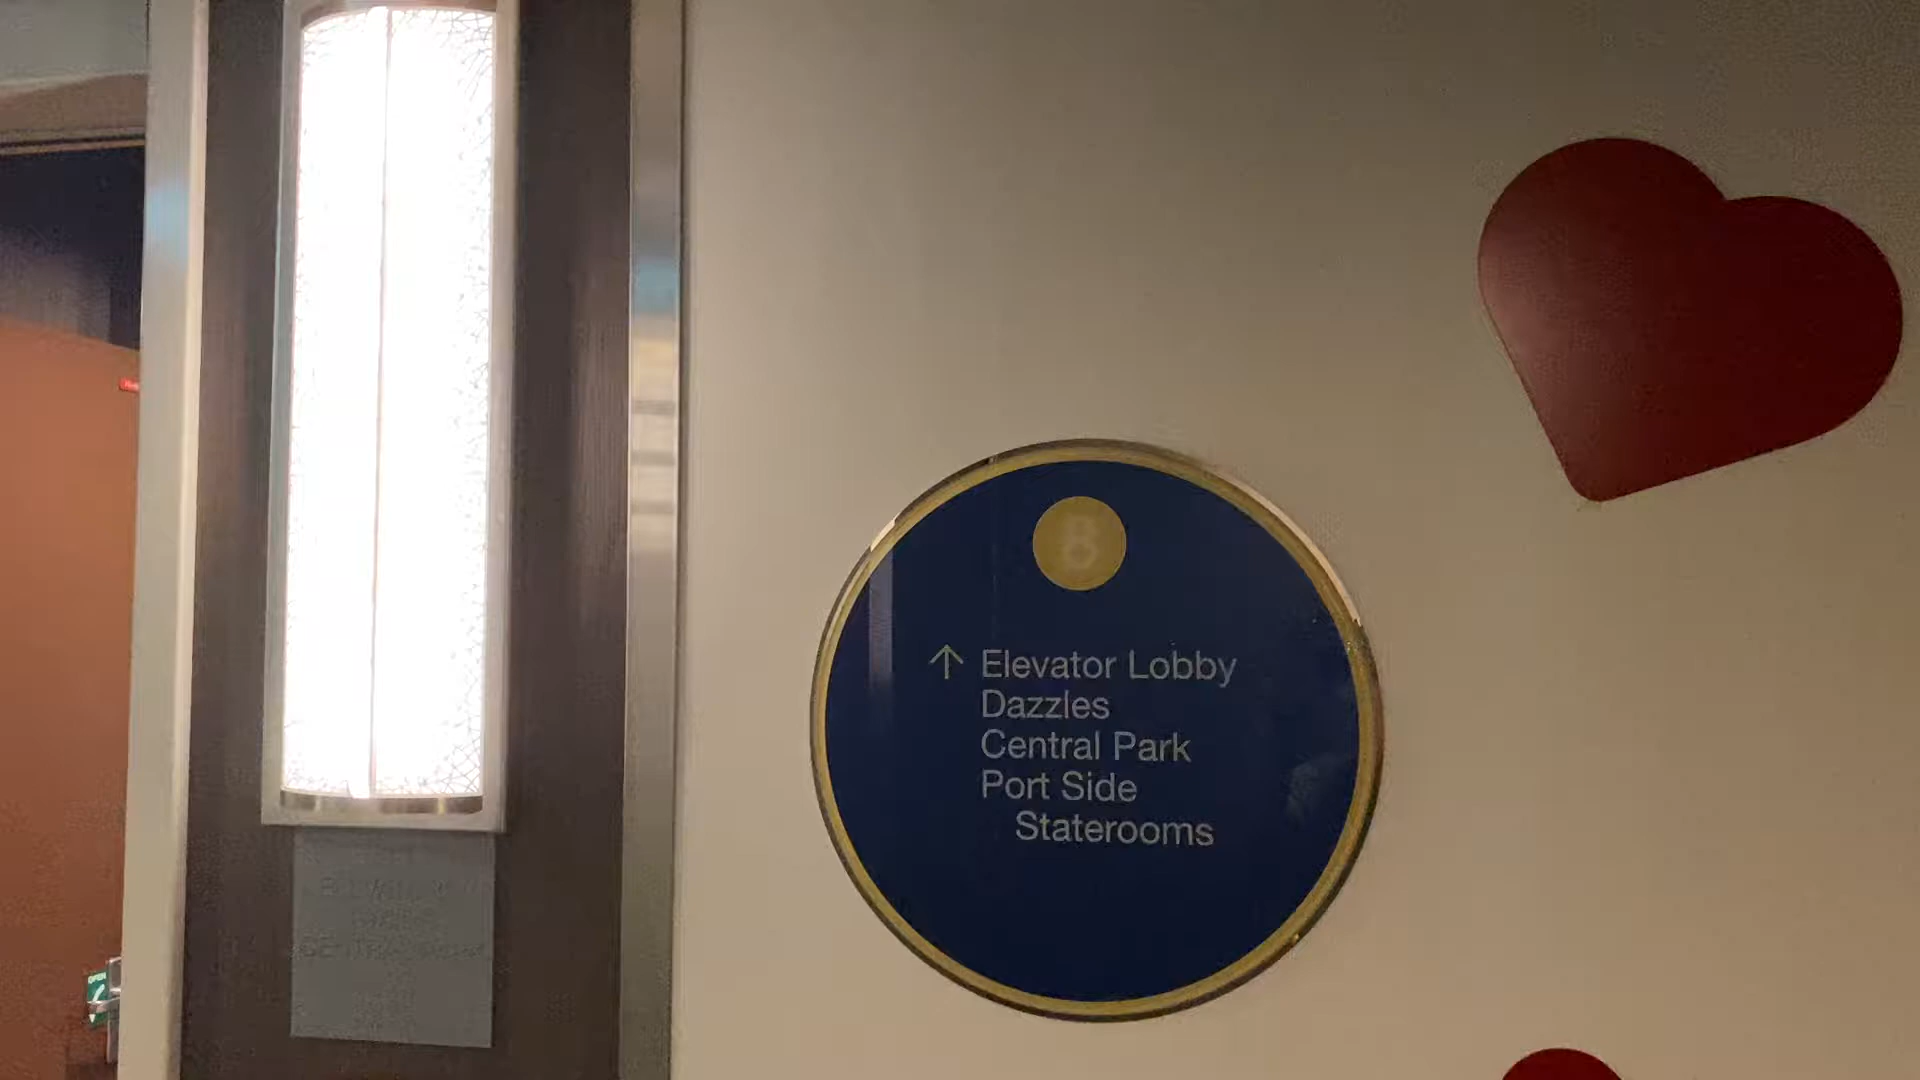 8
Elevator Lobby
Dazzles
Central Park
Port Side
Staterooms